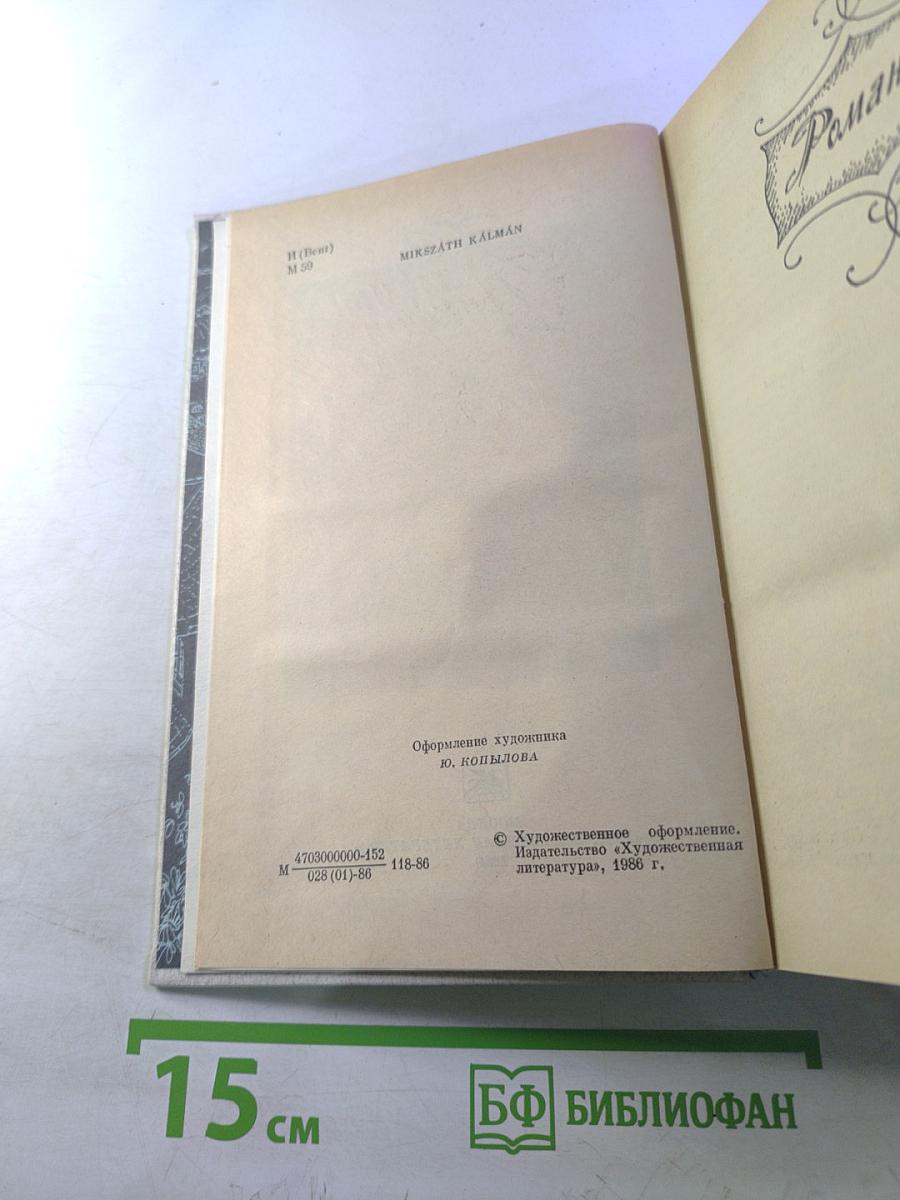 И (Венг)
М 59
MIKSZÁTH KÁLMÁN
Оформление художника
Ю. КОПЫЛОВА
М 4703000000-152 118-86
028 (01)-86
© Художественное оформление.
Издательство «Художественная
литература», 1986 г.
Роман
15 см
БФ БИБЛИОФАН